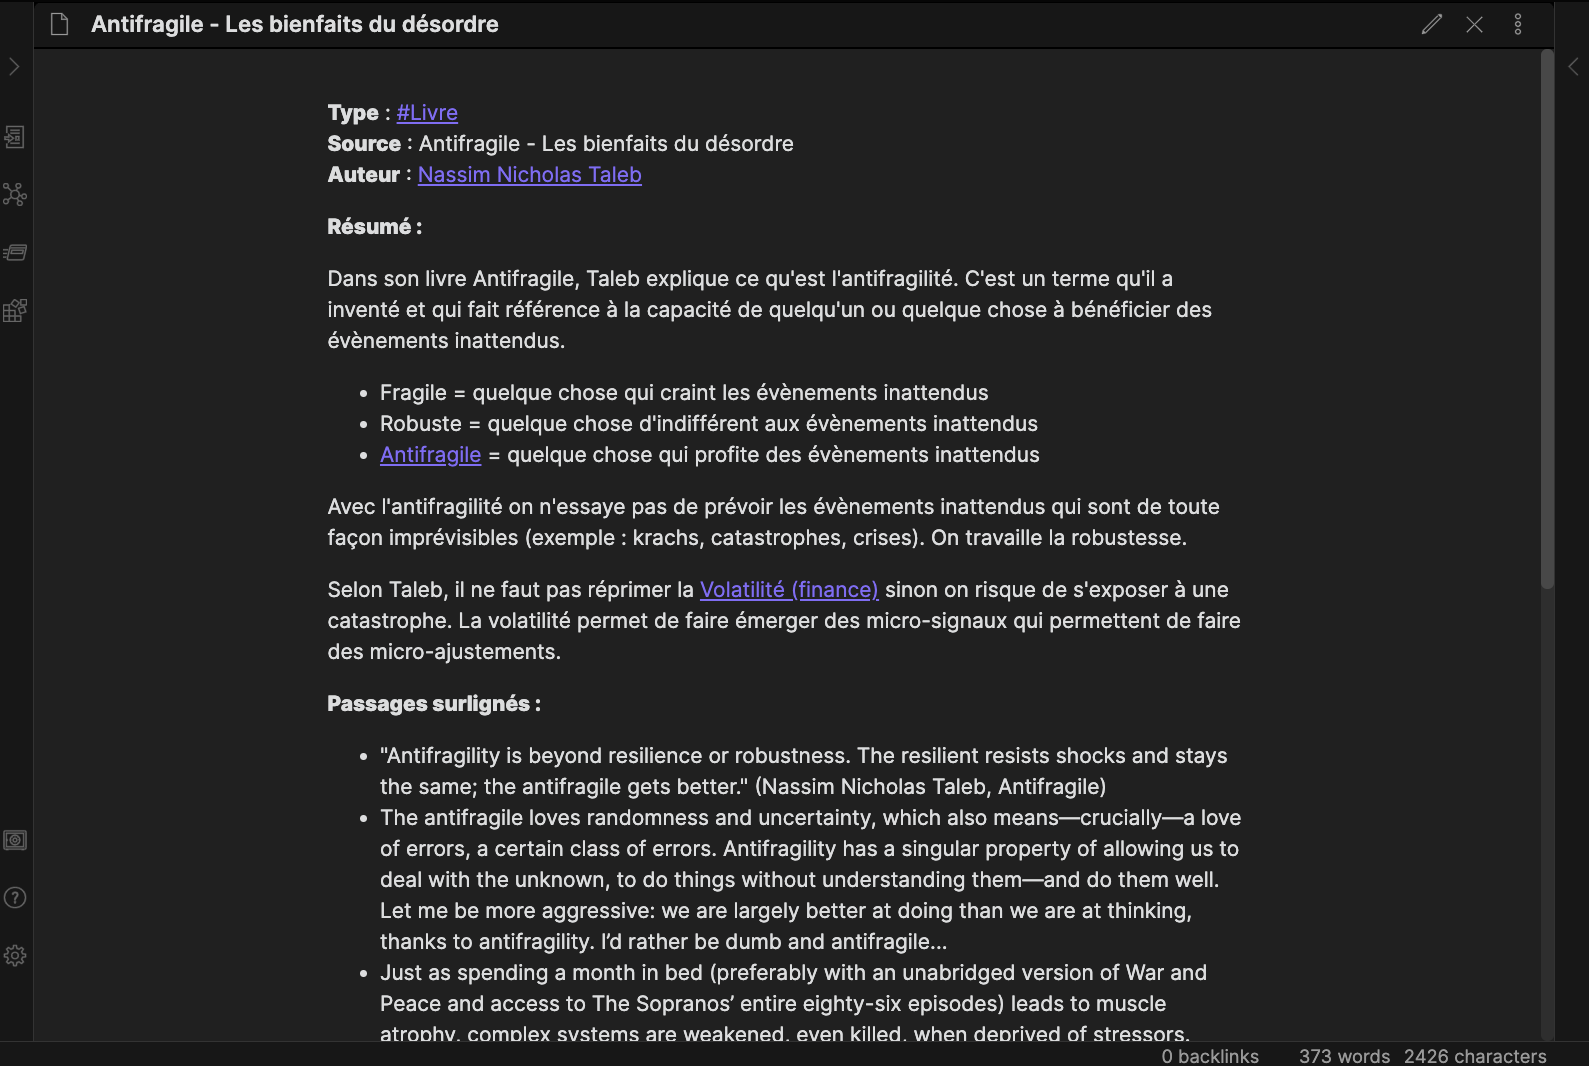 Antifragile - Les bienfaits du désordre
Type : #Livre
Source : Antifragile - Les bienfaits du désordre
Auteur : Nassim Nicholas Taleb
Résumé :
Dans son livre Antifragile, Taleb explique ce qu'est l'antifragilité. C'est un terme qu'il a
inventé et qui fait référence à la capacité de quelqu'un ou quelque chose à bénéficier des
évènements inattendus.
• Fragile = quelque chose qui craint les évènements inattendus
• Robuste = quelque chose d'indifférent aux évènements inattendus
• Antifragile = quelque chose qui profite des évènements inattendus
Avec l'antifragilité on n'essaye pas de prévoir les évènements inattendus qui sont de toute
façon imprévisibles (exemple : krachs, catastrophes, crises). On travaille la robustesse.
Selon Taleb, il ne faut pas réprimer la Volatilité (finance) sinon on risque de s'exposer à une
catastrophe. La volatilité permet de faire émerger des micro-signaux qui permettent de faire
des micro-ajustements.
Passages surlignés :
• "Antifragility is beyond resilience or robustness. The resilient resists shocks and stays
the same; the antifragile gets better." (Nassim Nicholas Taleb, Antifragile)
• The antifragile loves randomness and uncertainty, which also means—crucially—a love
of errors, a certain class of errors. Antifragility has a singular property of allowing us to
deal with the unknown, to do things without understanding them—and do them well.
Let me be more aggressive: we are largely better at doing than we are at thinking,
thanks to antifragility. I’d rather be dumb and antifragile...
• Just as spending a month in bed (preferably with an unabridged version of War and
Peace and access to The Sopranos’ entire eighty-six episodes) leads to muscle
atrophy, complex systems are weakened, even killed, when deprived of stressors.
0 backlinks 373 words 2426 characters